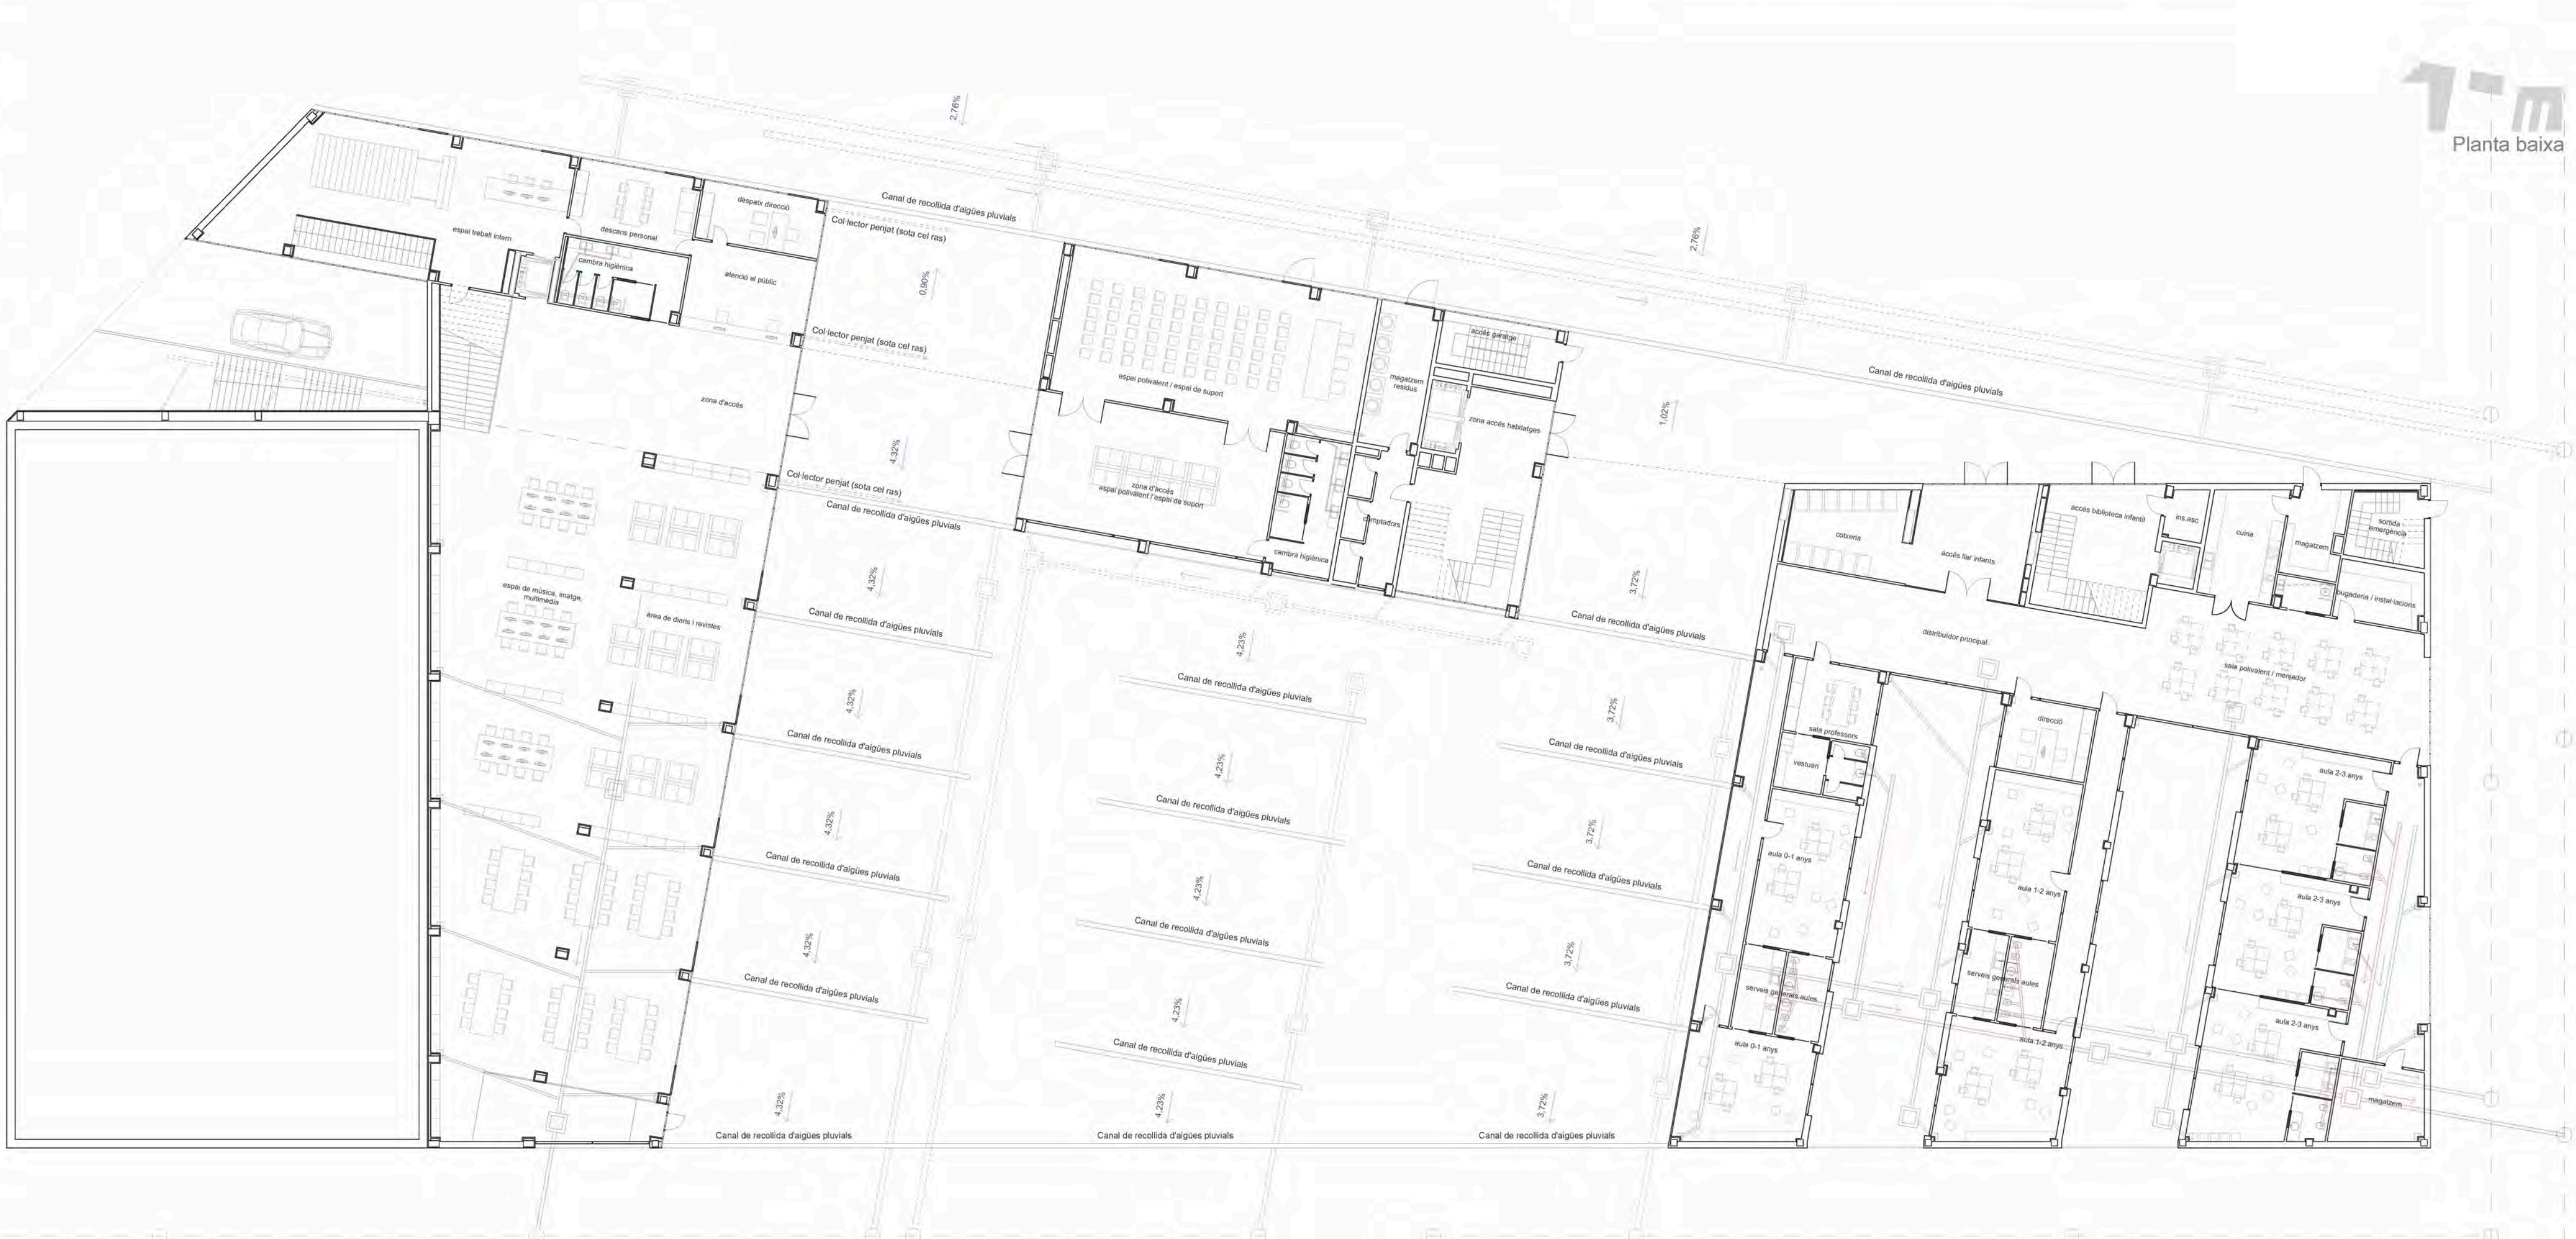 Planta baixa
2,76%
Canal de recollida d'aigües pluvials
despatx direcció
Col·lector penjat (sota cel ras)
espai treball intern
descans personal
2,76%
cambra higiènica
atenció al públic
0,90%
Col·lector penjat (sota cel ras)
accés garatge
espai polivalent / espai de suport
magatzem
residus
Canal de recollida d'aigües pluvials
zona d'accés
1,02%
zona accés habitatges
4,32%
Col·lector penjat (sota cel ras)
zona d'accés
espai polivalent / espai de suport
Canal de recollida d'aigües pluvials
comptadors
cambra higiènica
cotxeria
accés llar infants
accés biblioteca infantil
ins.asc
cuina
magatzem
sortida
emergència
bugaderia / instal·lacions
espai de música, imatge,
multimèdia
àrea de diaris i revistes
4,32%
3,72%
Canal de recollida d'aigües pluvials
Canal de recollida d'aigües pluvials
distribuïdor principal
sala polivalent / menjador
4,23%
Canal de recollida d'aigües pluvials
4,32%
3,72%
Canal de recollida d'aigües pluvials
Canal de recollida d'aigües pluvials
sala professors
direcció
vestuari
aula 2-3 anys
4,23%
Canal de recollida d'aigües pluvials
4,32%
3,72%
Canal de recollida d'aigües pluvials
Canal de recollida d'aigües pluvials
aula 0-1 anys
aula 1-2 anys
aula 2-3 anys
4,23%
Canal de recollida d'aigües pluvials
4,32%
3,72%
Canal de recollida d'aigües pluvials
Canal de recollida d'aigües pluvials
serveis generals aules
serveis generals aules
aula 2-3 anys
4,23%
Canal de recollida d'aigües pluvials
aula 0-1 anys
aula 1-2 anys
magatzem
4,32%
4,23%
3,72%
Canal de recollida d'aigües pluvials
Canal de recollida d'aigües pluvials
Canal de recollida d'aigües pluvials